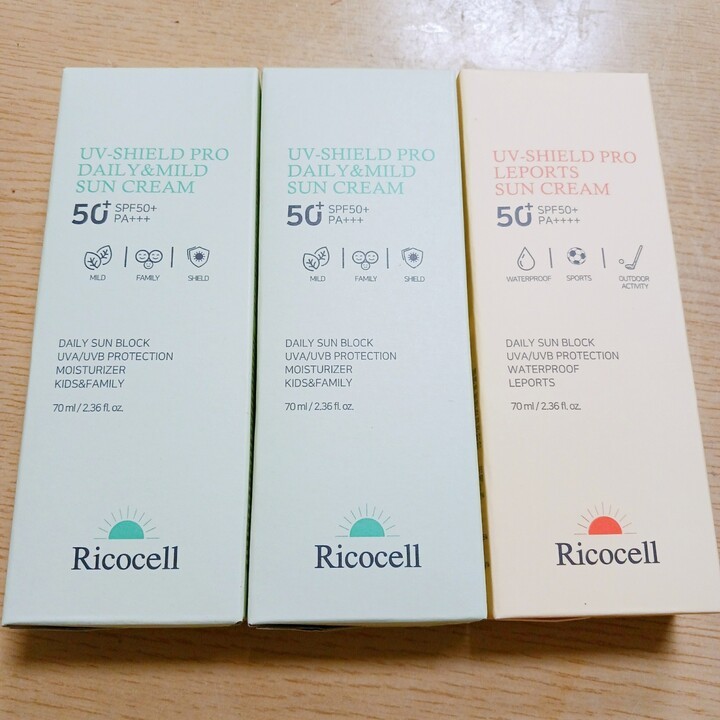 UV-SHIELD PRO
DAILY&MILD
SUN CREAM
50+ SPF50+
PA+++
MILD | FAMILY | SHIELD
DAILY SUN BLOCK
UVA/UVB PROTECTION
MOISTURIZER
KIDS&FAMILY
70 ml / 2.36 fl. oz.
Ricocell
UV-SHIELD PRO
DAILY&MILD
SUN CREAM
50+ SPF50+
PA+++
MILD | FAMILY | SHIELD
DAILY SUN BLOCK
UVA/UVB PROTECTION
MOISTURIZER
KIDS&FAMILY
70 ml / 2.36 fl. oz.
Ricocell
UV-SHIELD PRO
LEPORTS
SUN CREAM
50+ SPF50+
PA++++
WATERPROOF | SPORTS | OUTDOOR
ACTIVITY
DAILY SUN BLOCK
UVA/UVB PROTECTION
WATERPROOF
LEPORTS
70 ml / 2.36 fl. oz.
Ricocell